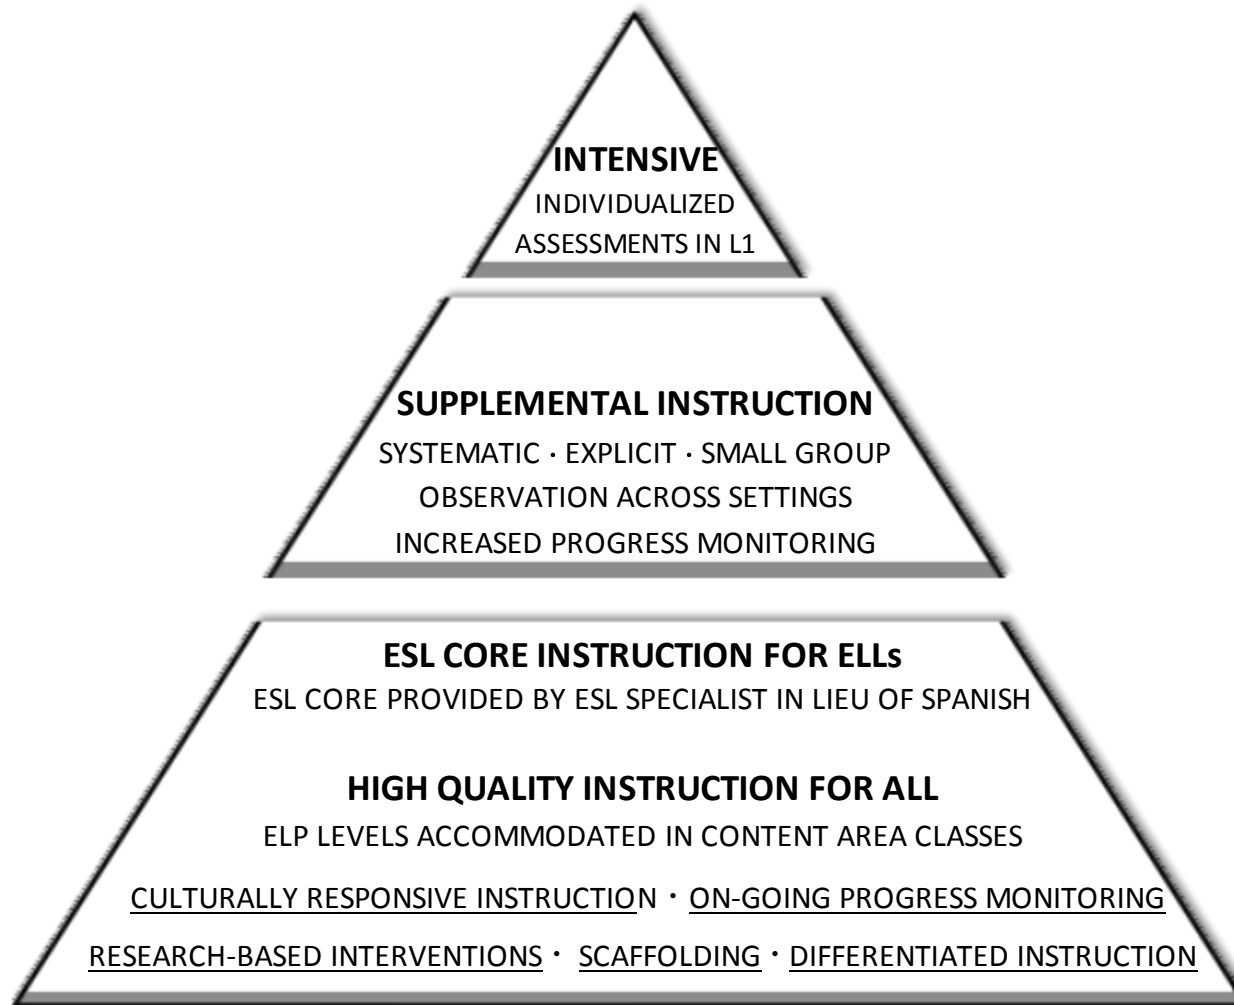 INTENSIVE
INDIVIDUALIZED
ASSESSMENTS IN L1
SUPPLEMENTAL INSTRUCTION
SYSTEMATIC · EXPLICIT · SMALL GROUP
OBSERVATION ACROSS SETTINGS
INCREASED PROGRESS MONITORING
ESL CORE INSTRUCTION FOR ELLs
ESL CORE PROVIDED BY ESL SPECIALIST IN LIEU OF SPANISH
HIGH QUALITY INSTRUCTION FOR ALL
ELP LEVELS ACCOMMODATED IN CONTENT AREA CLASSES
CULTURALLY RESPONSIVE INSTRUCTION · ON-GOING PROGRESS MONITORING
RESEARCH-BASED INTERVENTIONS · SCAFFOLDING · DIFFERENTIATED INSTRUCTION